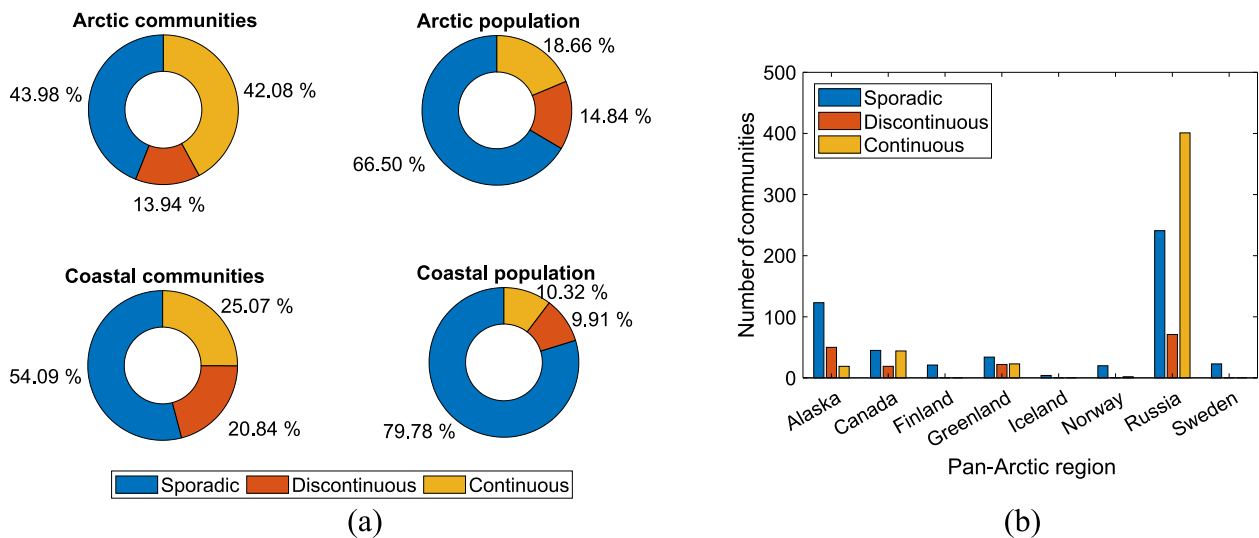 Arctic communities
43.98 %
42.08 %
13.94 %
Arctic population
18.66 %
14.84 %
66.50 %
Coastal communities
25.07 %
54.09 %
20.84 %
Coastal population
10.32 %
9.91 %
79.78 %
Sporadic Discontinuous Continuous
(a)
500
400
300
200
100
0
Number of communities
Sporadic
Discontinuous
Continuous
Alaska
Canada
Finland
Greenland
Iceland
Norway
Russia
Sweden
Pan-Arctic region
(b)